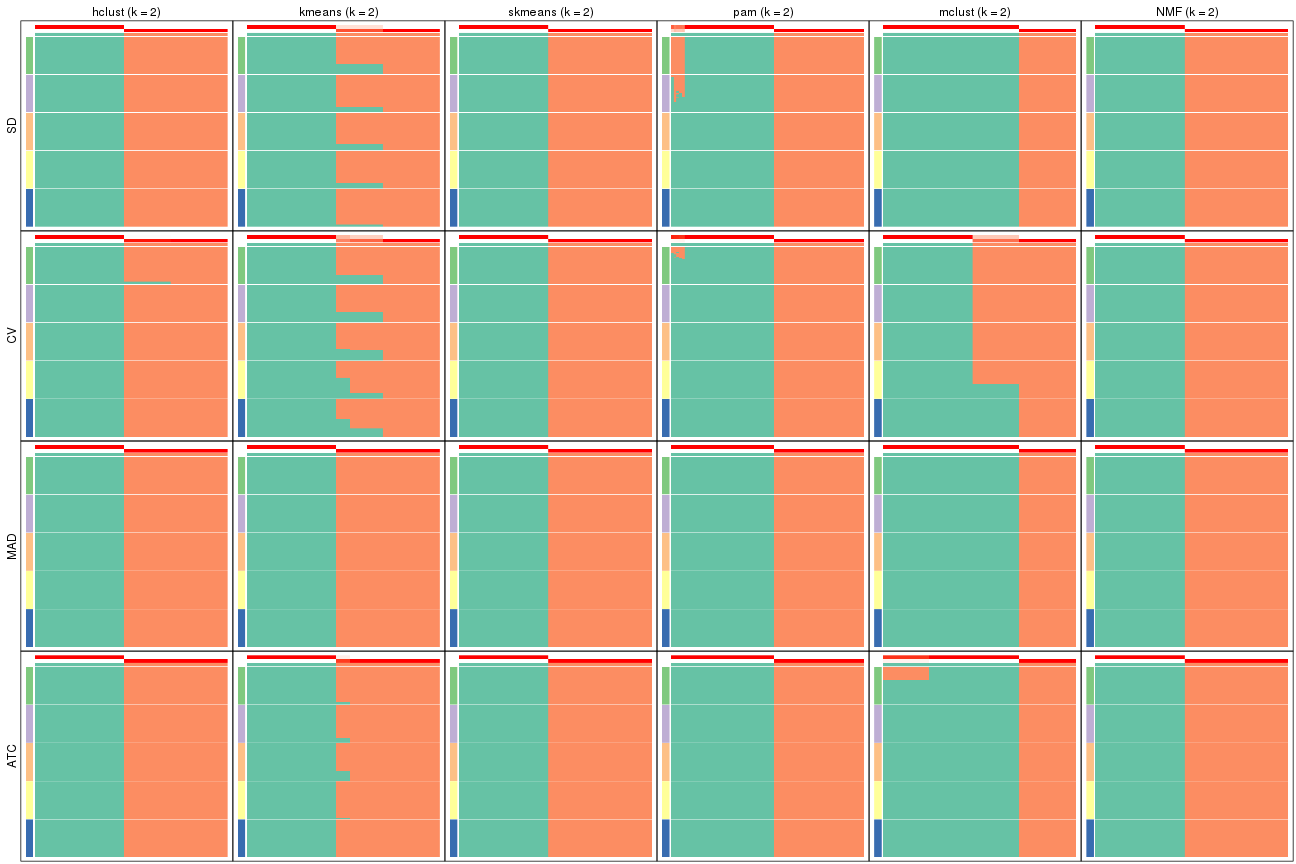 hclust (k = 2)
kmeans (k = 2)
skmeans (k = 2)
pam (k = 2)
mclust (k = 2)
NMF (k = 2)
SD
CV
MAD
ATC